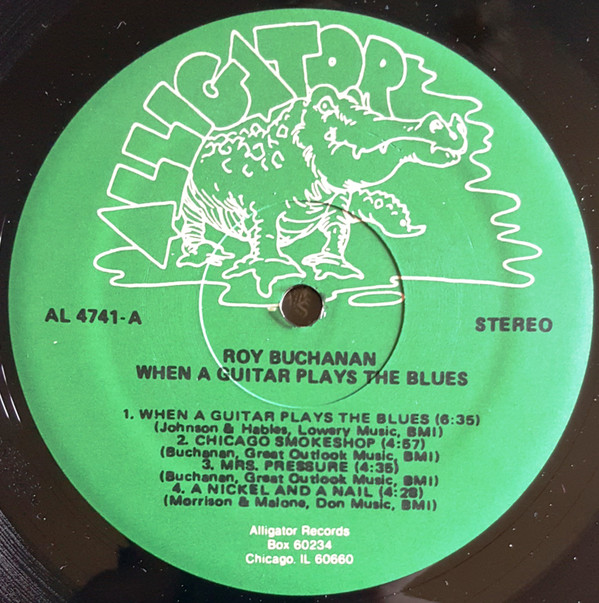 ALLIGATOR
AL 4741-A
STEREO
ROY BUCHANAN
WHEN A GUITAR PLAYS THE BLUES
1. WHEN A GUITAR PLAYS THE BLUES (6:35)
(Johnson & Hables, Lowery Music, BMI)
2. CHICAGO SMOKESHOP (4:57)
(Buchanan, Great Outlook Music, BMI)
3. MRS. PRESSURE (4:35)
(Buchanan, Great Outlook Music, BMI)
4. A NICKEL AND A NAIL (4:28)
(Morrison & Malone, Don Music, BMI)
Alligator Records
Box 60234
Chicago, IL 60660